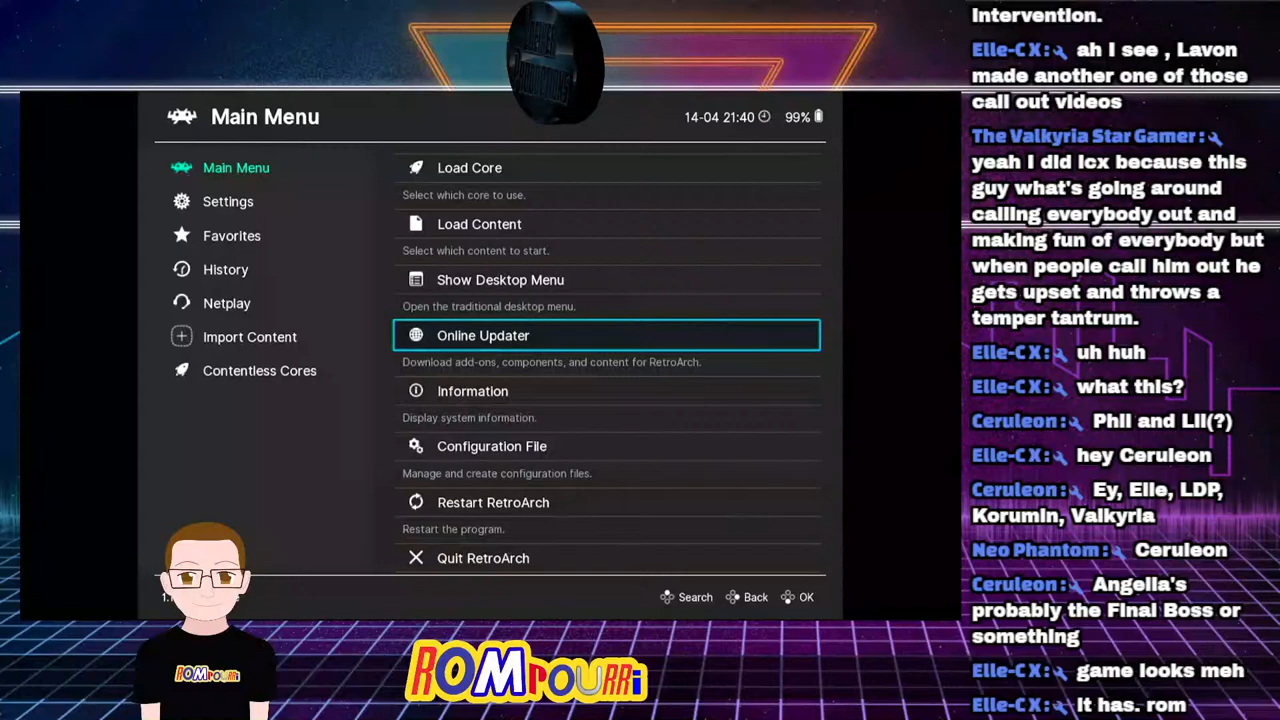 Main Menu
14-04 21:40
99%
Main Menu
Settings
Favorites
History
Netplay
Import Content
Contentless Cores
Load Core
Select which core to use.
Load Content
Select which content to start.
Show Desktop Menu
Open the traditional desktop menu.
Online Updater
Download add-ons, components, and content for RetroArch.
Information
Display system information.
Configuration File
Manage and create configuration files.
Restart RetroArch
Restart the program.
Quit RetroArch
Search
Back
OK
ROMpouRRi
ROMpouRRi
Intervention.
Elle-C X: ah I see , Lavon
made another one of those
call out videos
The Valkyria Star Gamer:
yeah I did lcx because this
guy what's going around
calling everybody out and
making fun of everybody but
when people call him out he
gets upset and throws a
temper tantrum.
Elle-C X: uh huh
Elle-C X: what this?
Ceruleon: Phil and Lil(?)
Elle-C X: hey Ceruleon
Ceruleon: Ey, Elle, LDP,
Korumin, Valkyria
Neo Phantom: Ceruleon
Ceruleon: Angella's
probably the Final Boss or
something
Elle-C X: game looks meh
Elle-C X: It has. rom